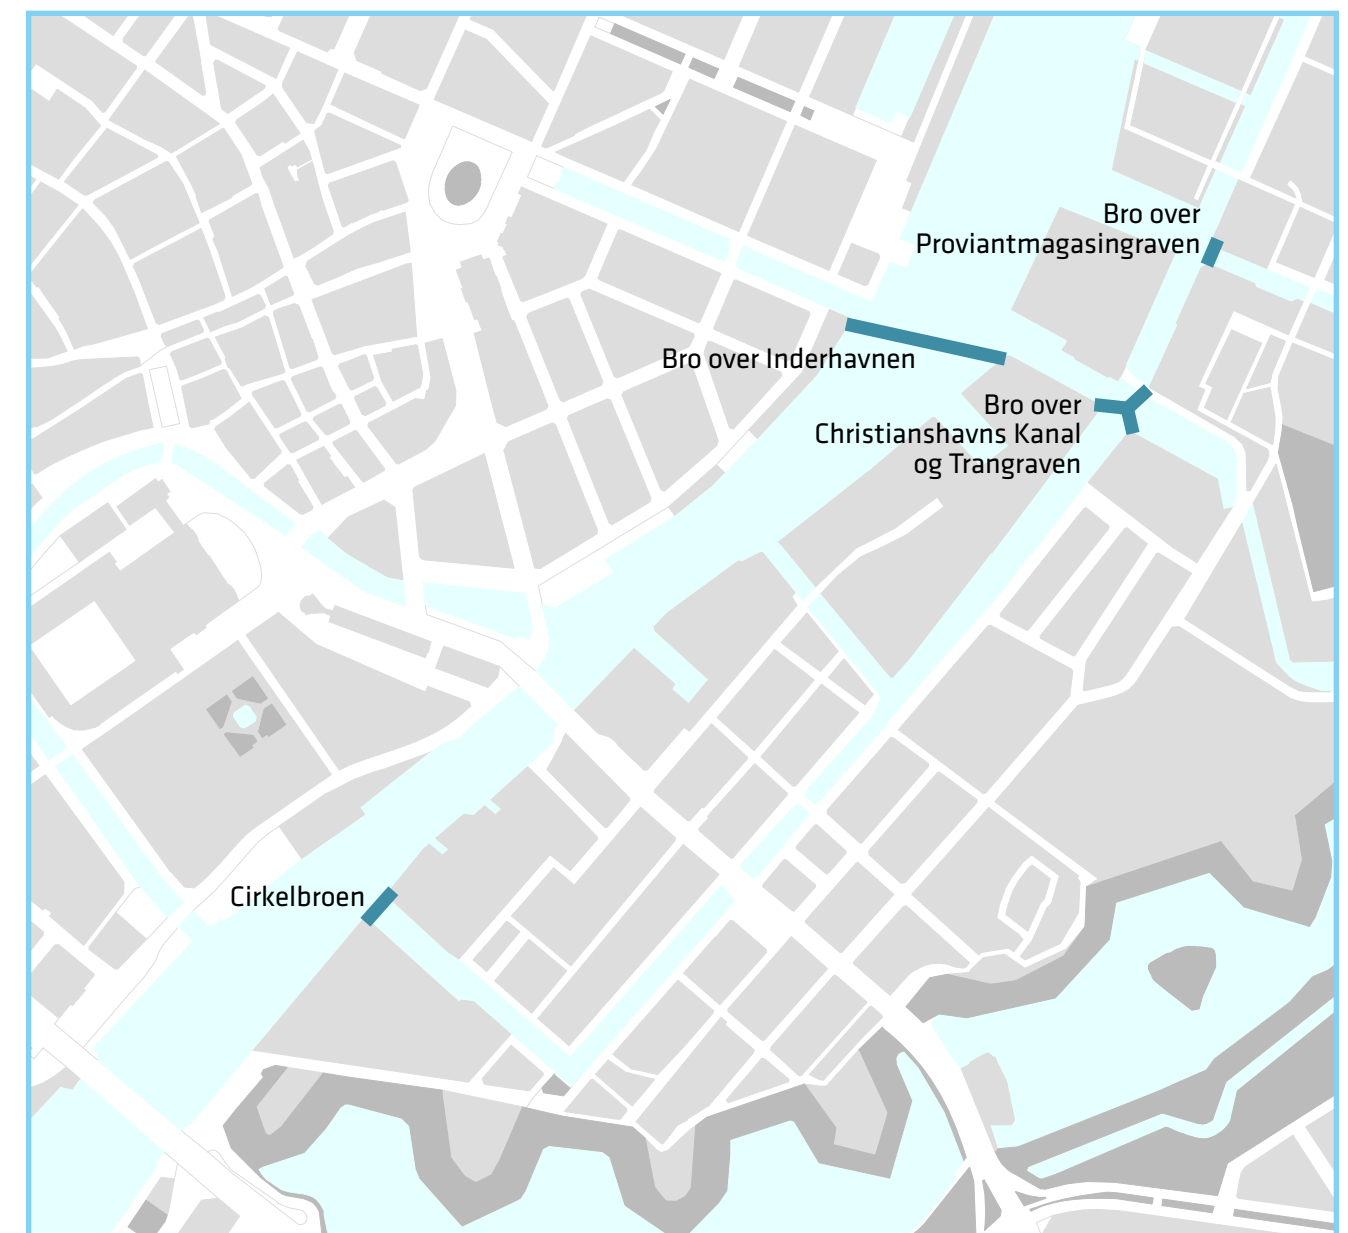 Bro over
Proviantmagasingraven
Bro over Inderhavnen
Bro over
Christianshavns Kanal
og Trangraven
Cirkelbroen